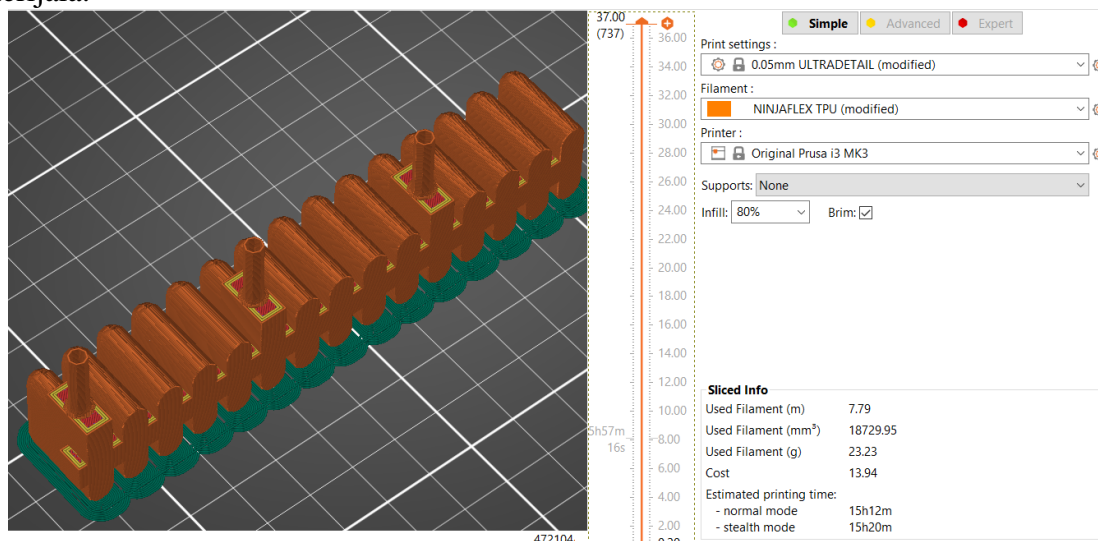 37.00
(737)
36.00
34.00
32.00
30.00
28.00
26.00
24.00
22.00
20.00
18.00
16.00
14.00
12.00
10.00
5h57m
16s
8.00
6.00
4.00
2.00
Simple
Advanced
Expert
Print settings :
0.05mm ULTRADETAIL (modified)
Filament :
NINJAFLEX TPU (modified)
Printer :
Original Prusa i3 MK3
Supports: None
Infill: 80% Brim:
Sliced Info
Used Filament (m) 7.79
Used Filament (mm³) 18729.95
Used Filament (g) 23.23
Cost 13.94
Estimated printing time:
- normal mode 15h12m
- stealth mode 15h20m